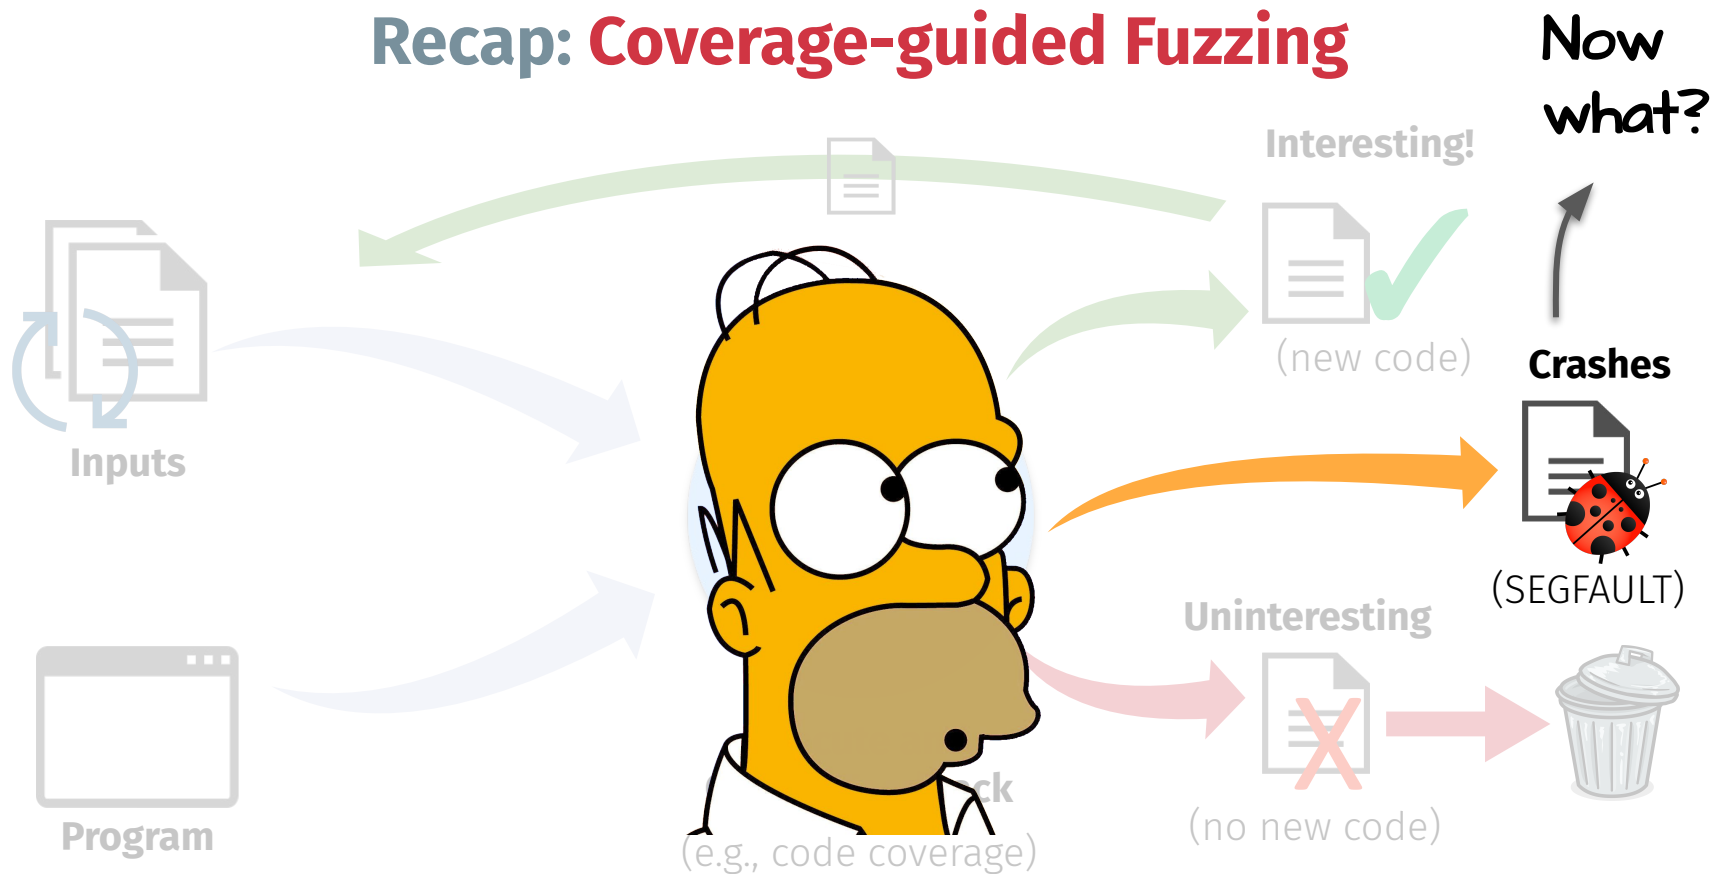 Recap: Coverage-guided Fuzzing
Now
what?
Interesting!
(new code)
Crashes
(SEGFAULT)
Inputs
Uninteresting
(no new code)
Program
(e.g., code coverage)